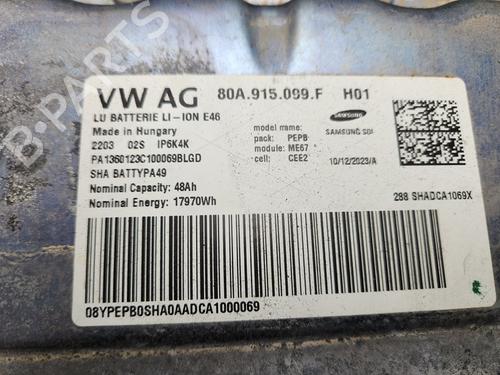 B-PARTS
VW AG 80A.915.099.F H01
LU BATTERIE LI-ION E46
Made in Hungary
2203 02S IP6K4K
PA1360123C100069BLGD
SHA BATTYPA49
Nominal Capacity: 48Ah
Nominal Energy: 17970Wh
model name:
pack: PEPB
module: ME67
cell: CEE2
SAMSUNG
SAMSUNG SDI
10/12/2023/A
288 SHADCA1069X
08YPEPB0SHA0AADCA1000069